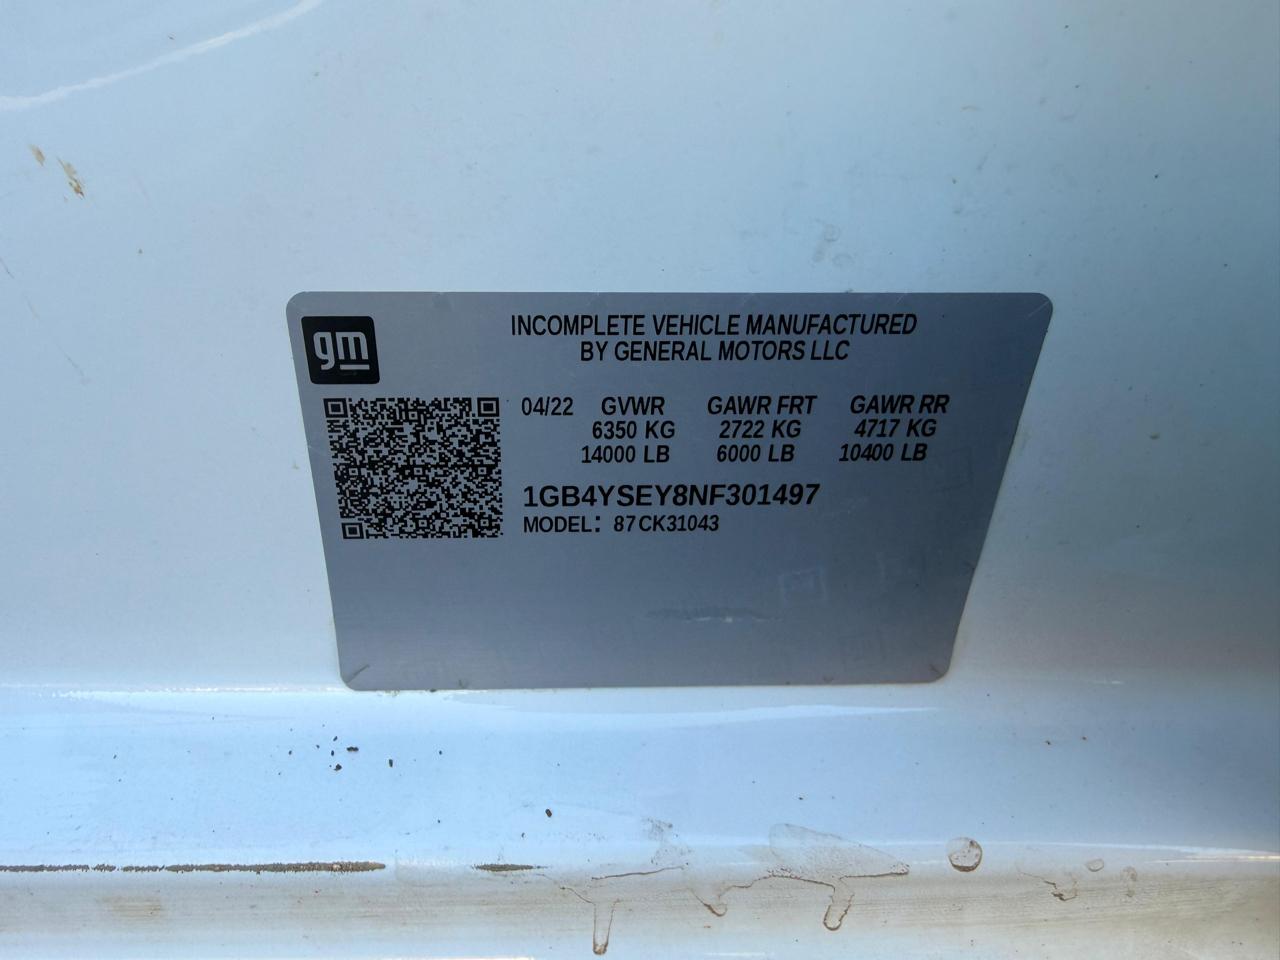 gm
INCOMPLETE VEHICLE MANUFACTURED
BY GENERAL MOTORS LLC
04/22 GVWR GAWR FRT GAWR RR
6350 KG 2722 KG 4717 KG
14000 LB 6000 LB 10400 LB
1GB4YSEY8NF301497
MODEL: 87CK31043